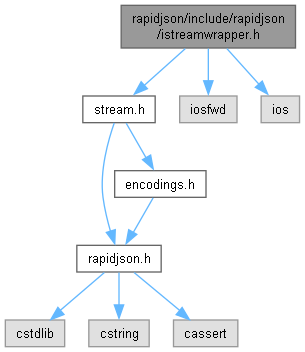 rapidjson/include/rapidjson
/istreamwrapper.h
stream.h
iosfwd
ios
encodings.h
rapidjson.h
cstdlib
cstring
cassert